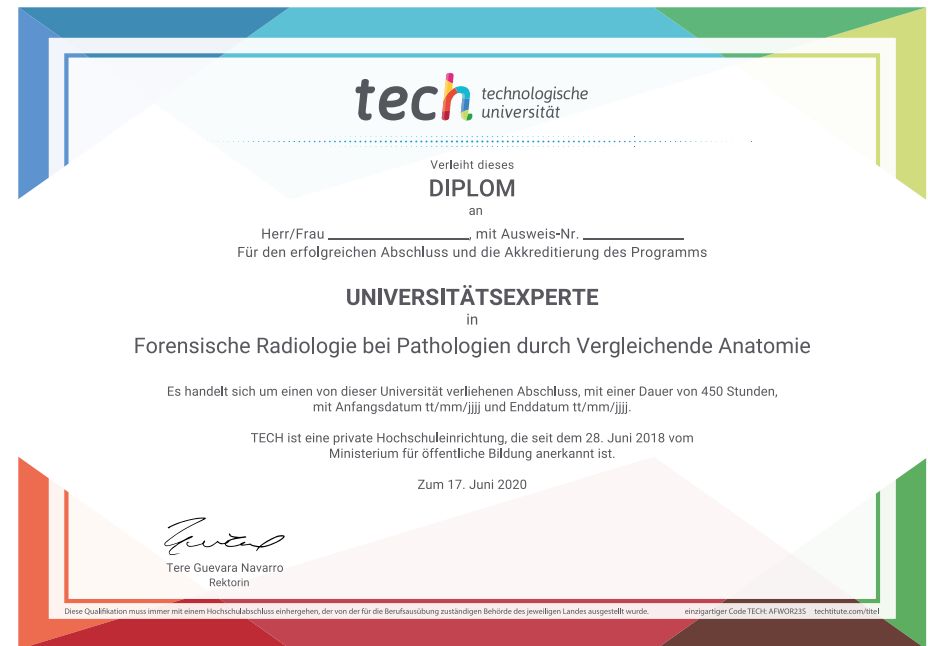 tech technologische
universität
Verleiht dieses
DIPLOM
an
Herr/Frau ____________________, mit Ausweis-Nr. ______________
Für den erfolgreichen Abschluss und die Akkreditierung des Programms
UNIVERSITÄTSEXPERTE
in
Forensische Radiologie bei Pathologien durch Vergleichende Anatomie
Es handelt sich um einen von dieser Universität verliehenen Abschluss, mit einer Dauer von 450 Stunden,
mit Anfangsdatum tt/mm/jjjj und Enddatum tt/mm/jjjj.
TECH ist eine private Hochschuleinrichtung, die seit dem 28. Juni 2018 vom
Ministerium für öffentliche Bildung anerkannt ist.
Zum 17. Juni 2020
Tere Guevara Navarro
Rektorin
Diese Qualifikation muss immer mit einem Hochschulabschluss einhergehen, der von der für die Berufsausübung zuständigen Behörde des jeweiligen Landes ausgestellt wurde. einzigartiger Code TECH: AFWOR23S techtitute.com/titel